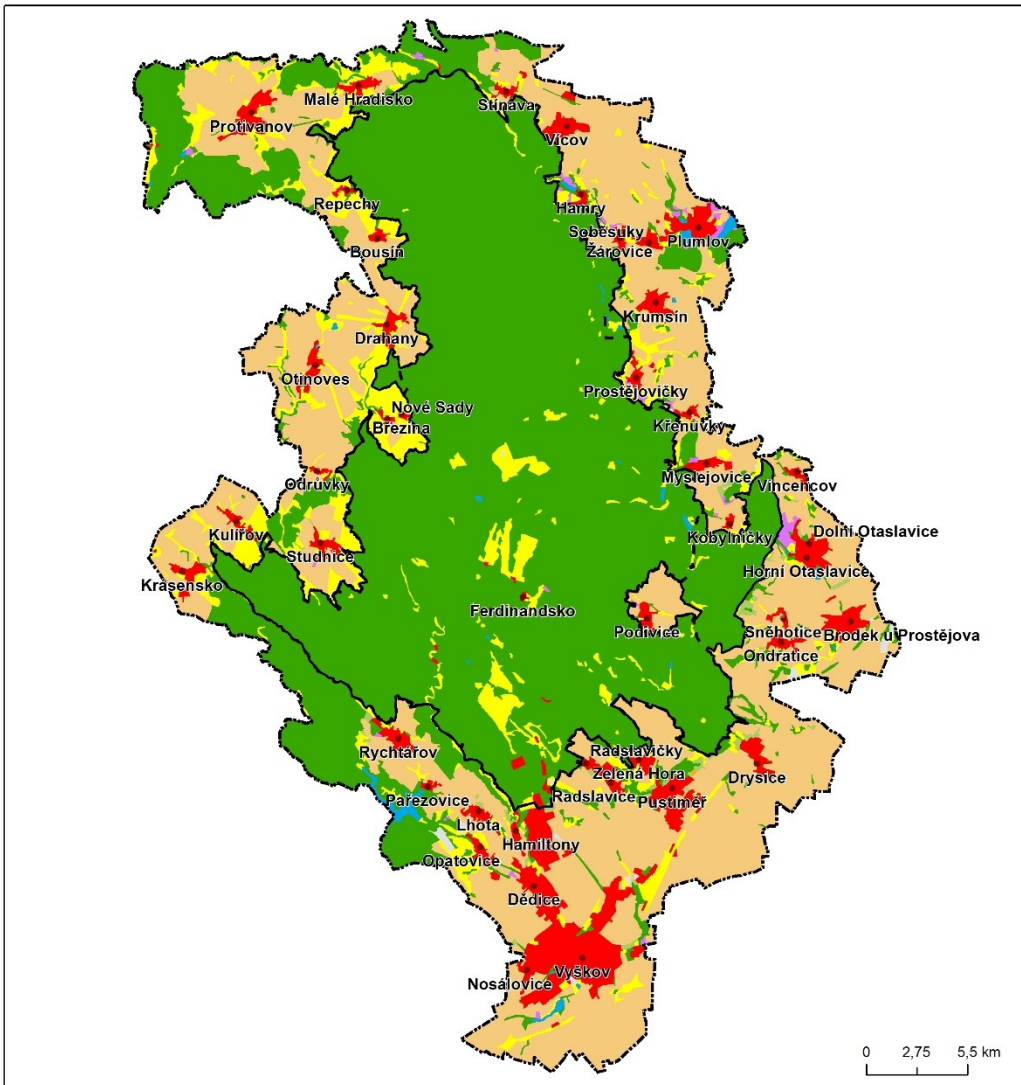 Malé Hradisko
Stínava
Protivanov
Vícov
Repechy
Hamry
Soběsuky
Plumlov
Bousín
Žárovice
Krumsín
Drahany
Otinoves
Prostějovičky
Nové Sady
Březina
Křenůvky
Myslejovice
Odrůvky
Vincencov
Kulířov
Kobylničky
Dolní Otaslavice
Studnice
Horní Otaslavice
Krásensko
Ferdinandsko
Podivice
Sněhotice
Brodek u Prostějova
Ondratice
Rychtářov
Radslavičky
Zelená Hora
Drysice
Pařezovice
Radslavice
Pustiměř
Lhota
Hamiltony
Opatovice
Dědice
Vyškov
Nosálovice
0 2,75 5,5 km